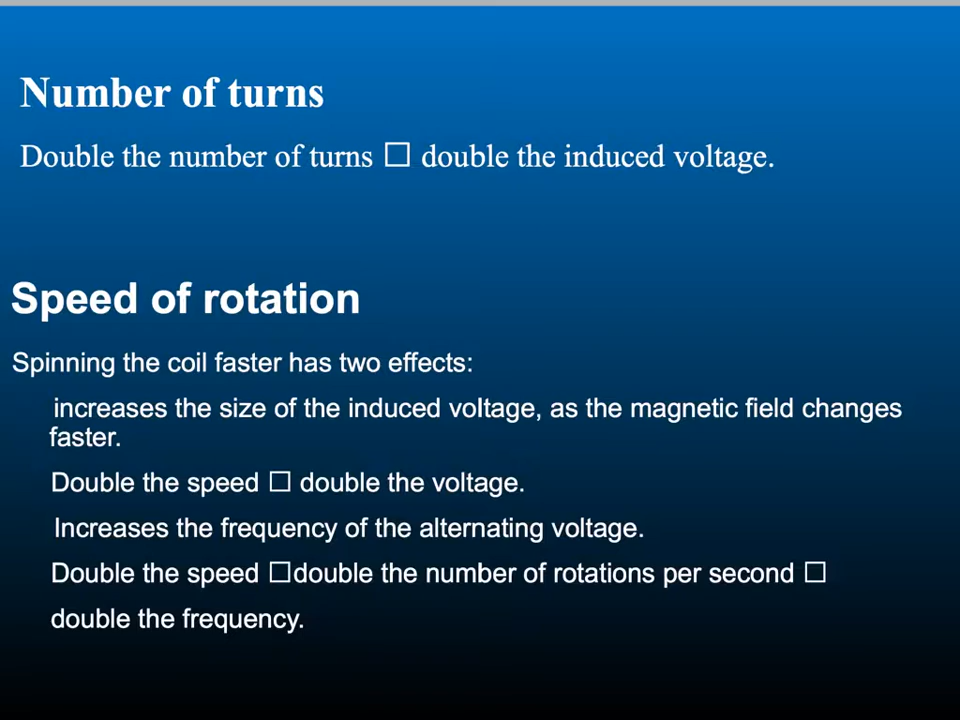 Number of turns
Double the number of turns □ double the induced voltage.
Speed of rotation
Spinning the coil faster has two effects:
increases the size of the induced voltage, as the magnetic field changes
faster.
Double the speed □ double the voltage.
Increases the frequency of the alternating voltage.
Double the speed □double the number of rotations per second □
double the frequency.